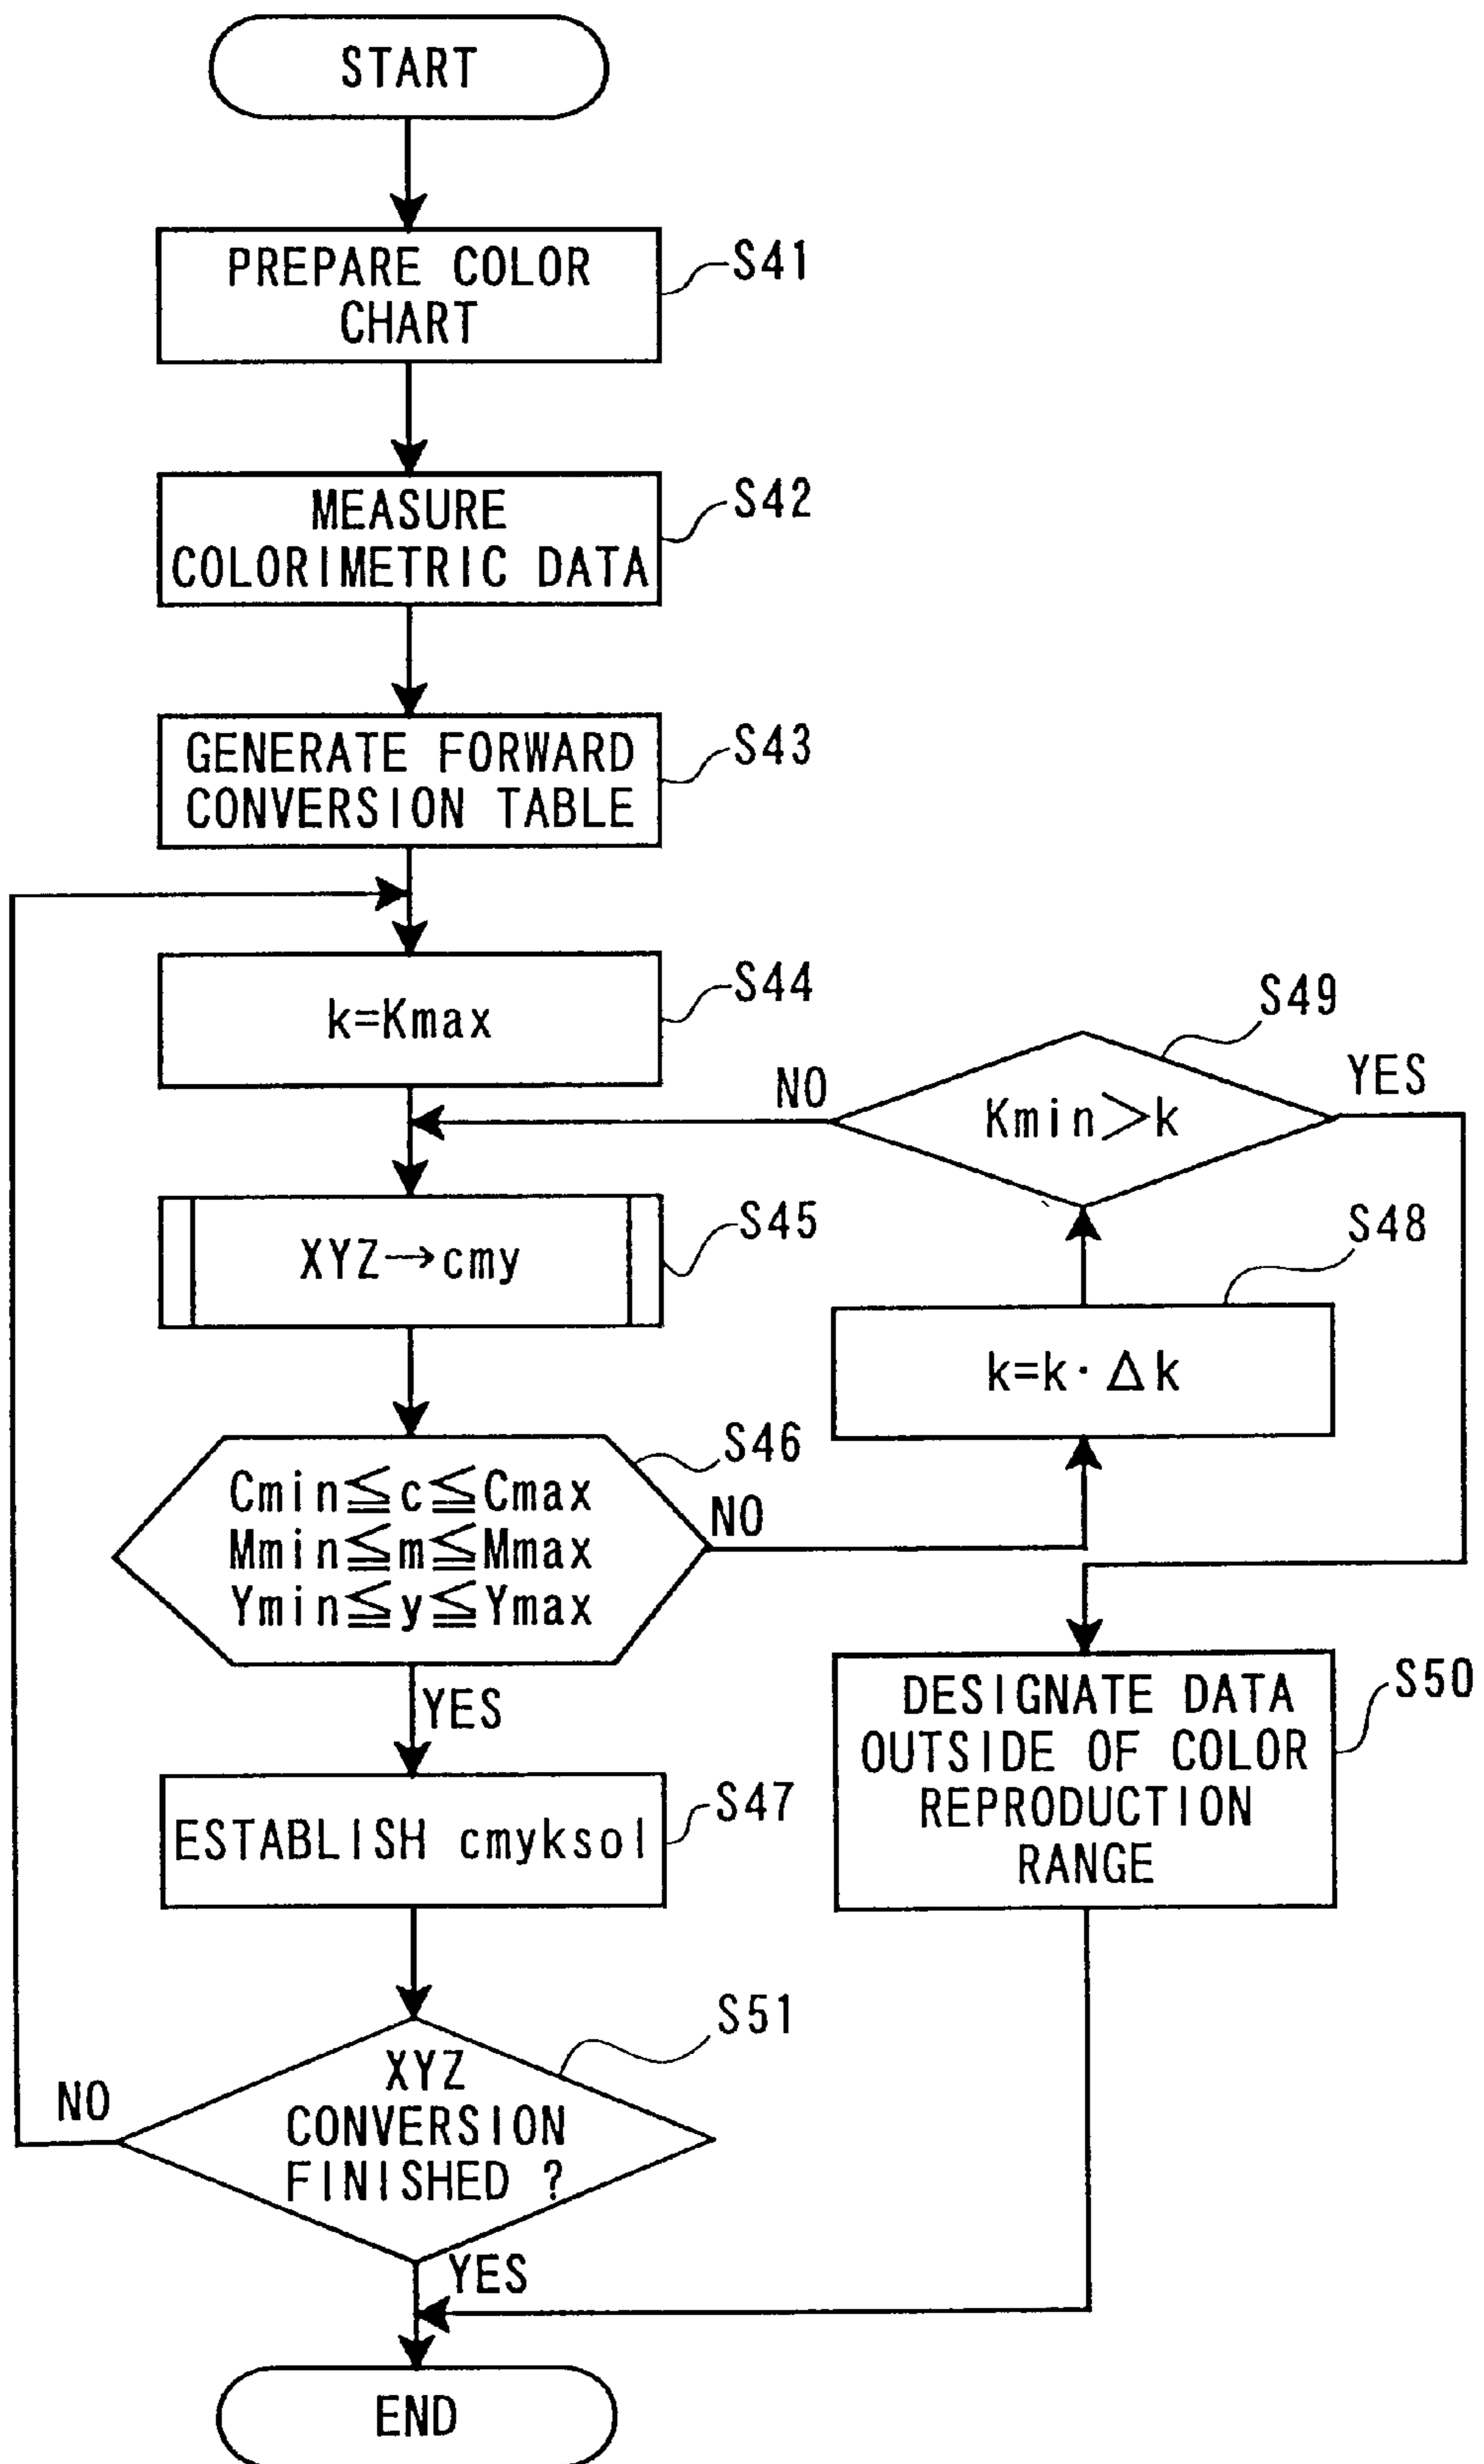 START
PREPARE COLOR
CHART
S41
MEASURE
COLORIMETRIC DATA
S42
GENERATE FORWARD
CONVERSION TABLE
S43
k=Kmax
S44
S49
NO
Kmin>k
YES
XYZ→cmy
S45
S48
k=k·Δk
S46
Cmin≦c≦Cmax
Mmin≦m≦Mmax
Ymin≦y≦Ymax
NO
YES
DESIGNATE DATA
OUTSIDE OF COLOR
REPRODUCTION
RANGE
S50
ESTABLISH cmyksol
S47
S51
XYZ
CONVERSION
FINISHED ?
NO
YES
END